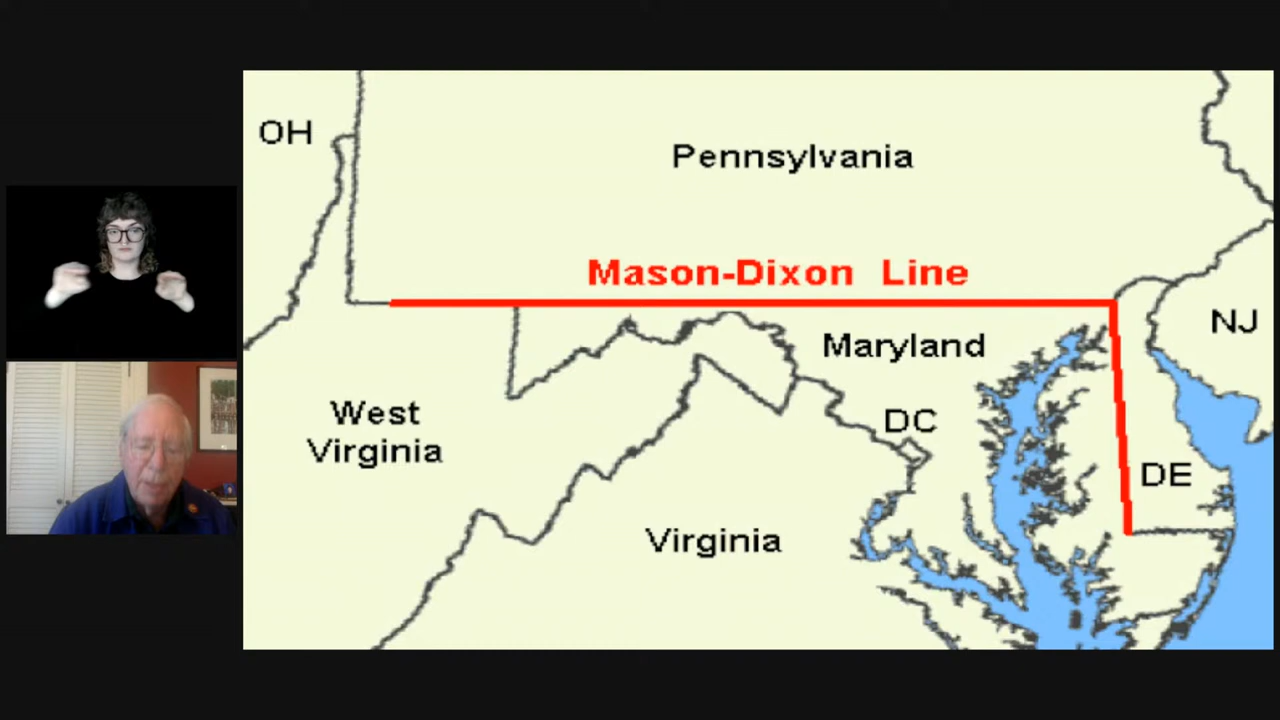 OH
Pennsylvania
Mason-Dixon Line
NJ
Maryland
West
Virginia
DC
DE
Virginia